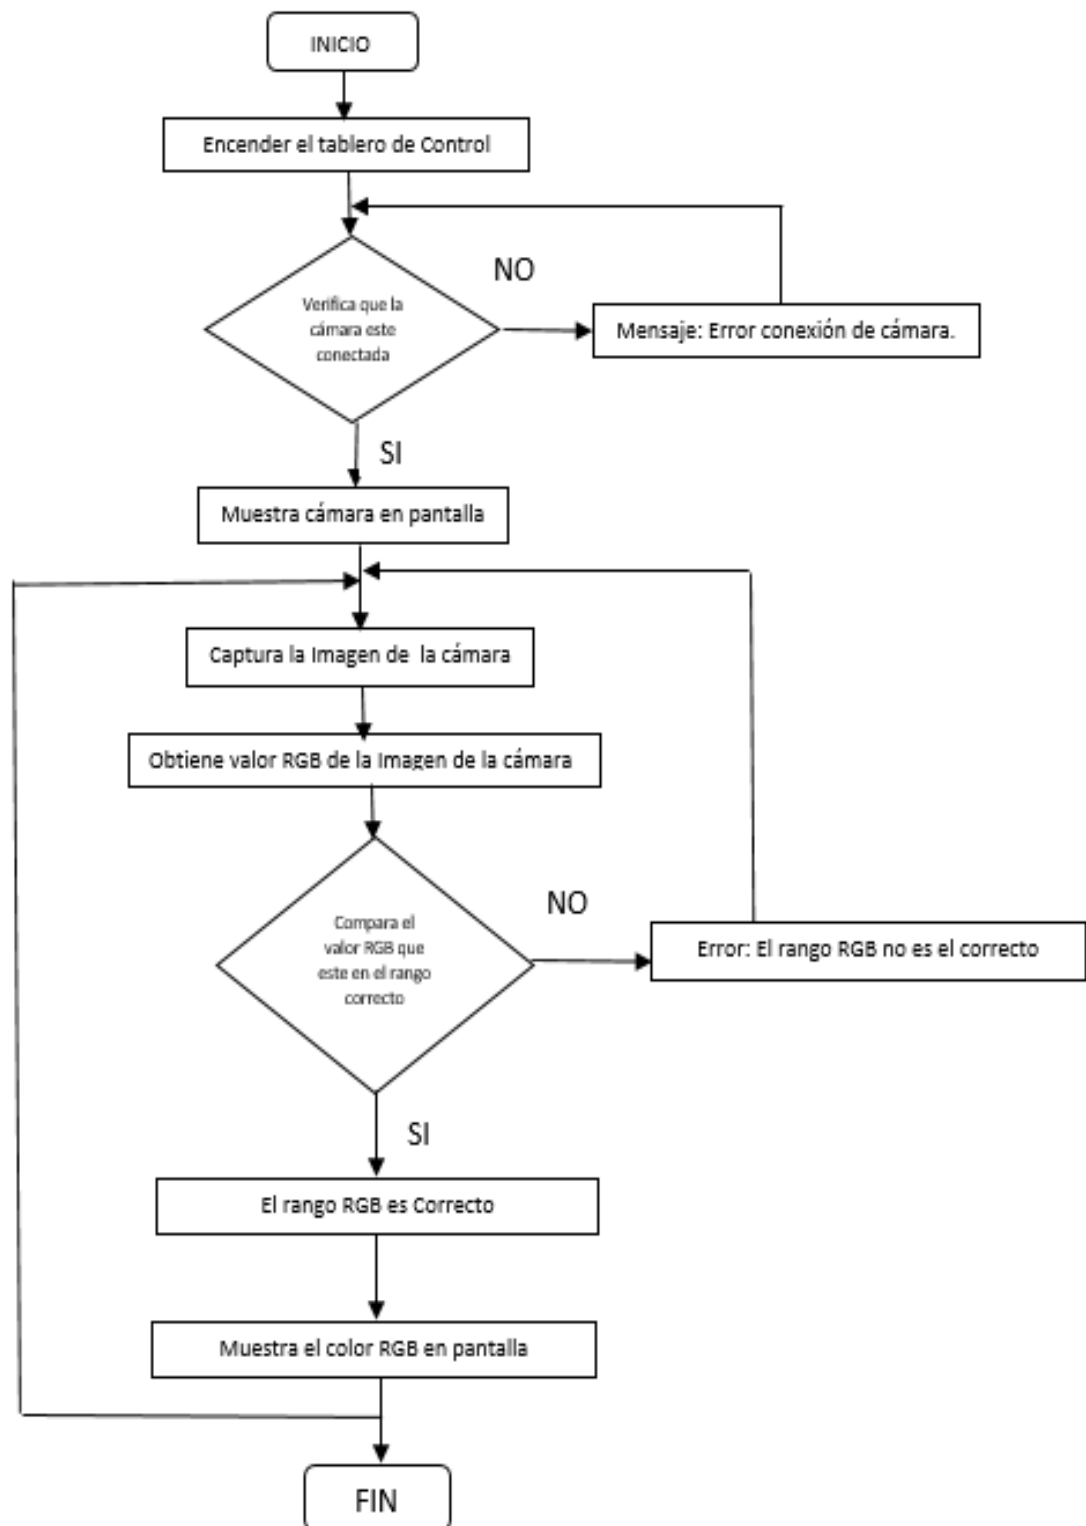 INICIO
Encender el tablero de Control
NO
Verifica que la
cámara este
conectada
Mensaje: Error conexión de cámara.
SI
Muestra cámara en pantalla
Captura la Imagen de la cámara
Obtiene valor RGB de la Imagen de la cámara
NO
Compara el
valor RGB que
este en el rango
correcto
Error: El rango RGB no es el correcto
SI
El rango RGB es Correcto
Muestra el color RGB en pantalla
FIN